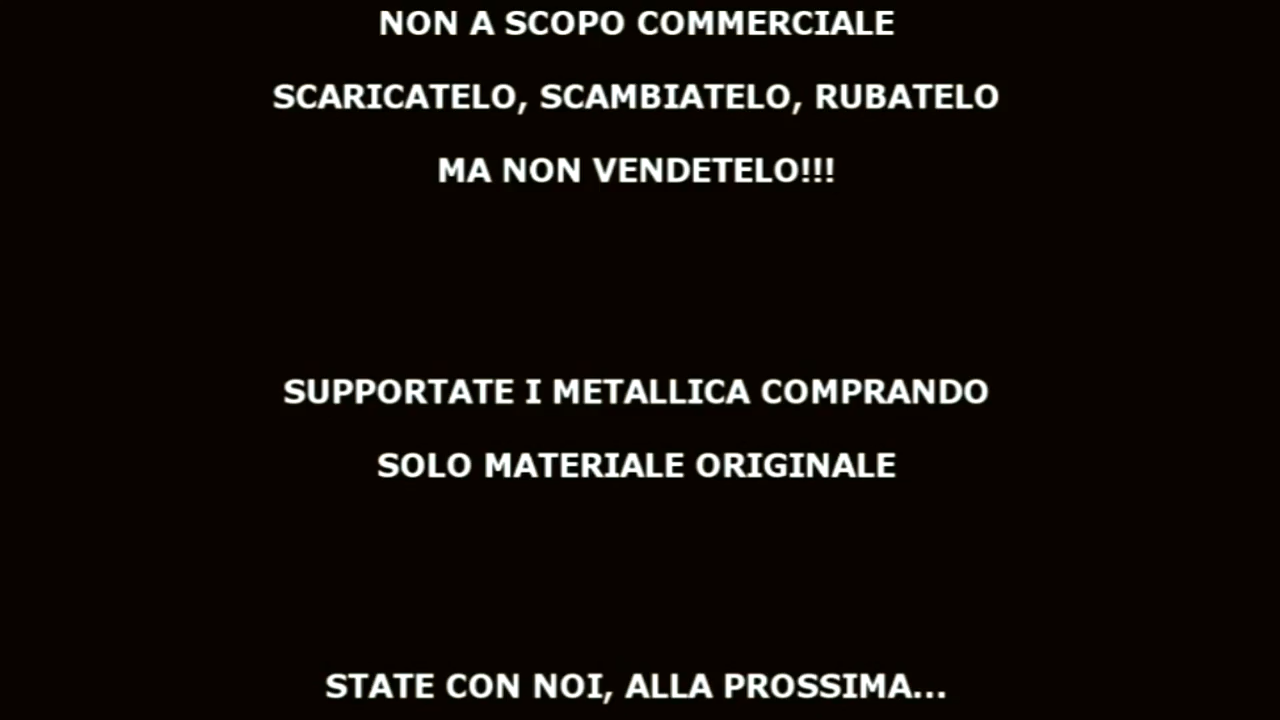 NON A SCOPO COMMERCIALE
SCARICATELO, SCAMBIATELO, RUBATELO
MA NON VENDETELO!!!
SUPPORTATE I METALLICA COMPRANDO
SOLO MATERIALE ORIGINALE
STATE CON NOI, ALLA PROSSIMA...